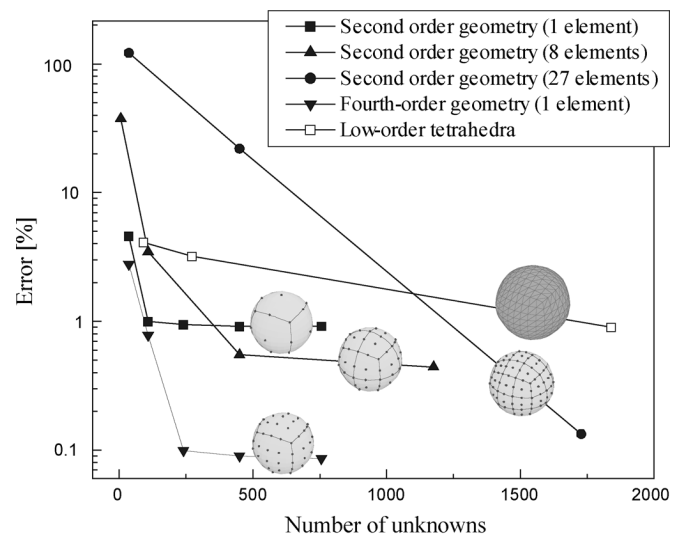 Second order geometry (1 element)
Second order geometry (8 elements)
Second order geometry (27 elements)
Fourth-order geometry (1 element)
Low-order tetrahedra
100
10
1
0.1
Error [%]
0
500
1000
1500
2000
Number of unknowns